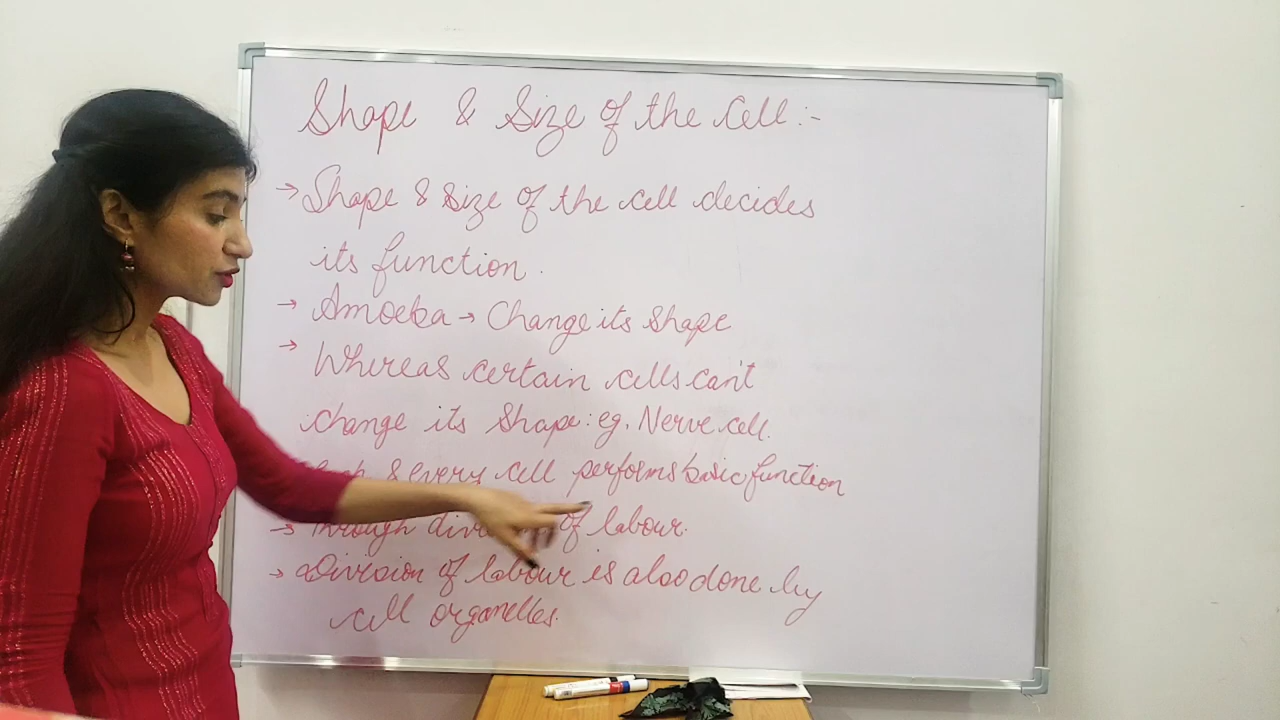 Shape & Size of the Cell :-
→ Shape & Size of the cell decides
its function.
→ Amoeba → Change its Shape
→ Whereas certain cells can't
change its Shape: eg. Nerve cell.
& every cell performs basic function
→ Through of labour.
→ Division of labour is also done by
cell organelles.